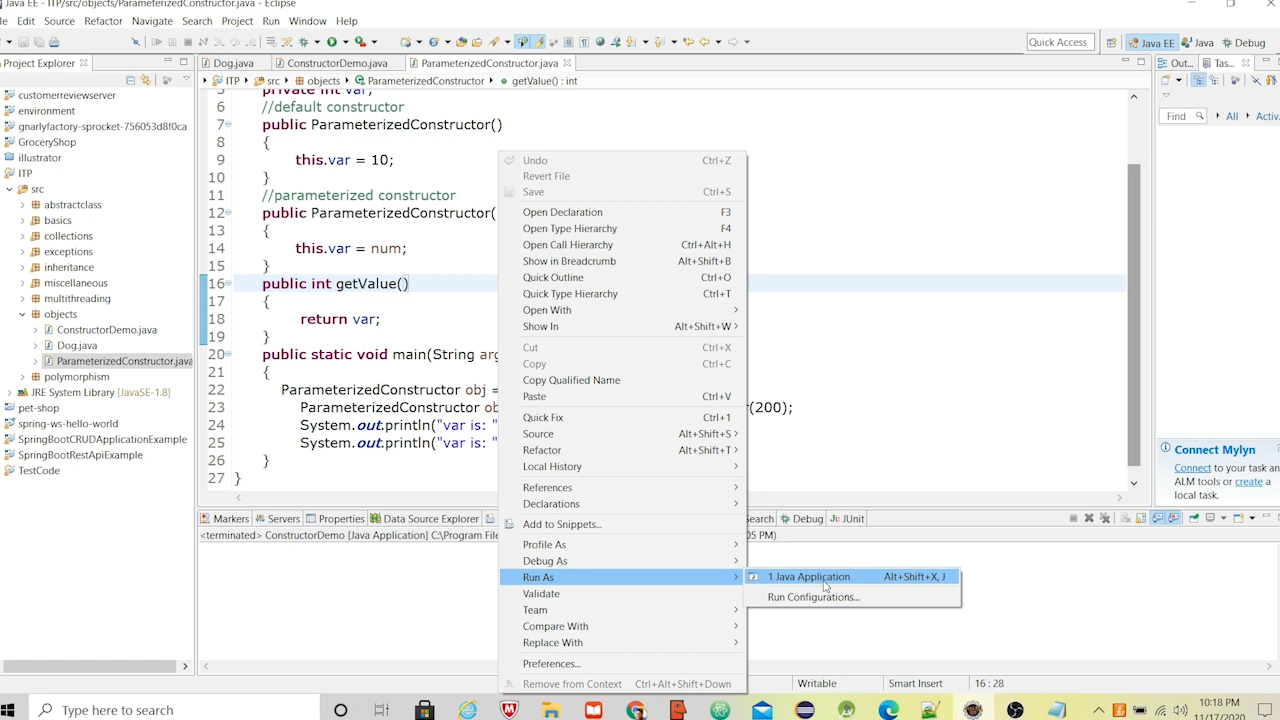 Java EE - ITP/src/objects/ParameterizedConstructor.java - Eclipse
Edit Source Refactor Navigate Search Project Run Window Help
Quick Access
Java EE
Java
Debug
Project Explorer
customerreviewserver
environment
gnarlyfactory-sprocket-756053d8f0ca
GroceryShop
illustrator
ITP
src
abstractclass
basics
collections
exceptions
inheritance
miscellaneous
multithreading
objects
ConstructorDemo.java
Dog.java
ParameterizedConstructor.java
polymorphism
JRE System Library [JavaSE-1.8]
pet-shop
spring-ws-hello-world
SpringBootCRUDApplicationExample
SpringBootRestApiExample
TestCode
Dog.java
ConstructorDemo.java
ParameterizedConstructor.java
ITP src objects ParameterizedConstructor getValue() : int
5 private int var;
6 //default constructor
7 public ParameterizedConstructor()
8 {
9 this.var = 10;
10 }
11 //parameterized constructor
12 public ParameterizedConstructor(
13 {
14 this.var = num;
15 }
16 public int getValue()
17 {
18 return var;
19 }
20 public static void main(String arg
21 {
22 ParameterizedConstructor obj =
23 ParameterizedConstructor ob (200);
24 System.out.println("var is: "
25 System.out.println("var is: "
26 }
27 }
Undo Ctrl+Z
Revert File
Save Ctrl+S
Open Declaration F3
Open Type Hierarchy F4
Open Call Hierarchy Ctrl+Alt+H
Show in Breadcrumb Alt+Shift+B
Quick Outline Ctrl+O
Quick Type Hierarchy Ctrl+T
Open With
Show In Alt+Shift+W
Cut Ctrl+X
Copy Ctrl+C
Copy Qualified Name
Paste Ctrl+V
Quick Fix Ctrl+1
Source Alt+Shift+S
Refactor Alt+Shift+T
Local History
References
Declarations
Add to Snippets...
Profile As
Debug As
Run As
Validate
Team
Compare With
Replace With
Preferences...
Remove from Context Ctrl+Alt+Shift+Down
1 Java Application Alt+Shift+X, J
Run Configurations...
Out...
Tas...
Find
All
Activ.
Connect Mylyn
Connect to your task an
ALM tools or create a
local task.
Markers Servers Properties Data Source Explorer
Search Debug JUnit
<terminated> ConstructorDemo [Java Application] C:\Program File 05 PM)
Writable
Smart Insert
16 : 28
Type here to search
10:18 PM
11/17/202